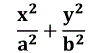 x²/a² + y²/b²